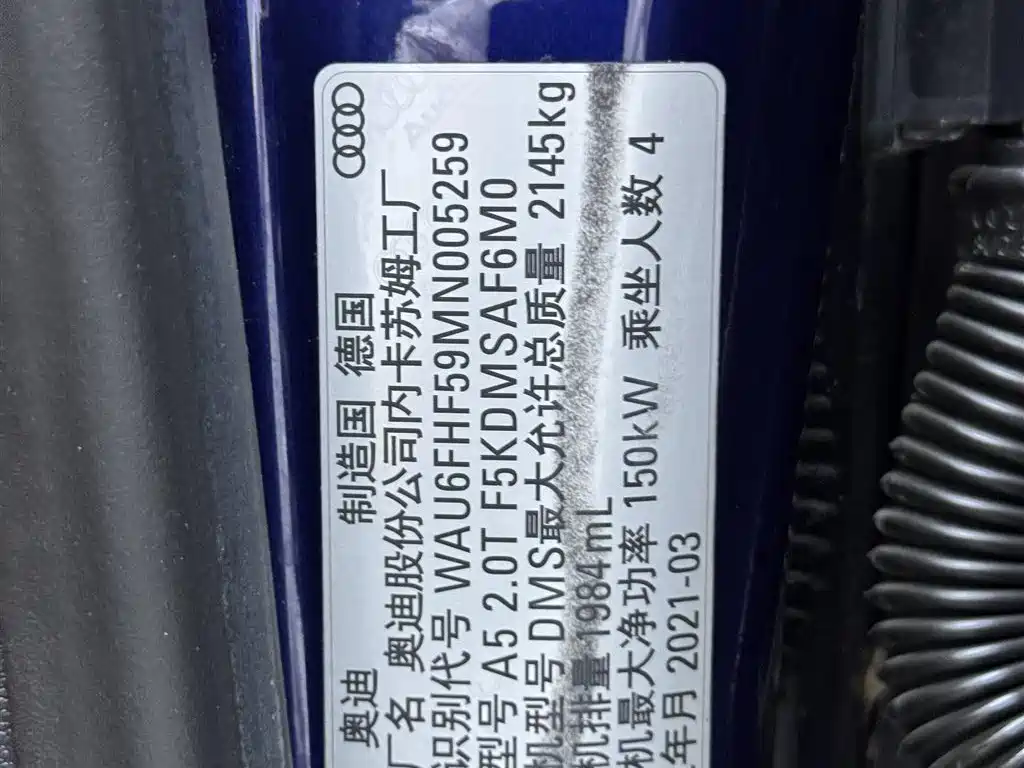 奥迪 制造国 德国
厂名 奥迪股份公司内卡苏姆工厂
识别代号 WAU6FHF59MN005259
型号 A5 2.0T F5KDMSAF6M0
机型号 DMS最大允许总质量 2145kg
机排量 1984mL
机最大净功率 150kW 乘坐人数 4
年月 2021-03